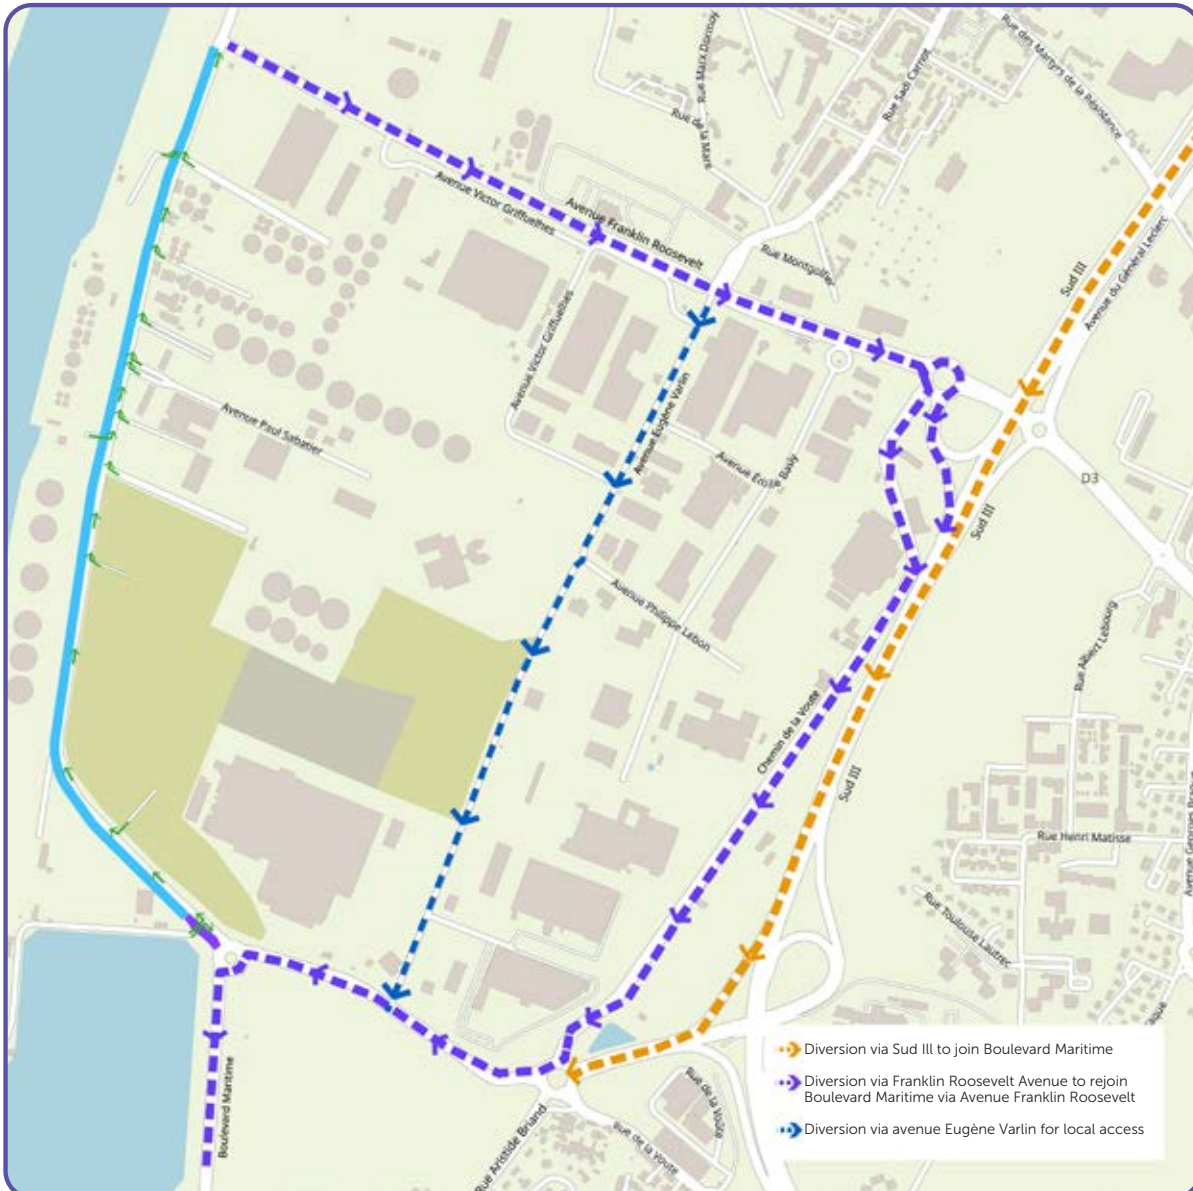 Rue Marx Dormoy
Rue de la Mare
Rue Sadi Carnot
Rue des Martyrs de la Résistance
Avenue Victor Griffuelhes
Avenue Franklin Roosevelt
Rue Montgolfier
Sud III
Avenue du Général Leclerc
Avenue Victor Griffuelhes
Avenue Eugène Varlin
Avenue Paul Sabatier
Avenue Emile Basly
D3
Sud III
Avenue Philippe Lebon
Rue Albert Lebourg
Chemin de la Voute
Sud III
Rue Henri Matisse
Rue Toulouse Lautrec
Boulevard Maritime
Rue Aristide Briand
Rue de la Voute
Rue de la Voute
Diversion via Sud III to join Boulevard Maritime
Diversion via Franklin Roosevelt Avenue to rejoin
Boulevard Maritime via Avenue Franklin Roosevelt
Diversion via avenue Eugène Varlin for local access